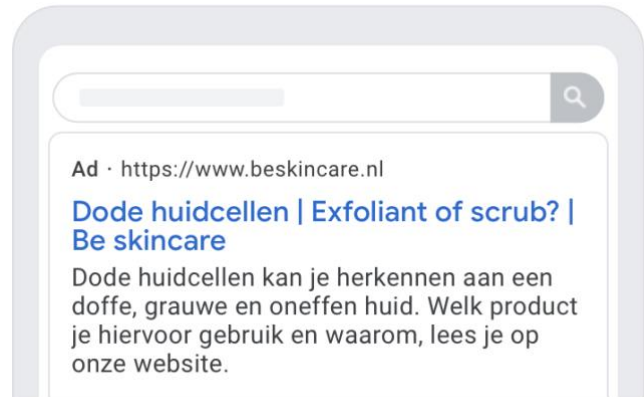 Ad · https://www.beskincare.nl
Dode huidcellen | Exfoliant of scrub? |
Be skincare
Dode huidcellen kan je herkennen aan een
doffe, grauwe en oneffen huid. Welk product
je hiervoor gebruik en waarom, lees je op
onze website.